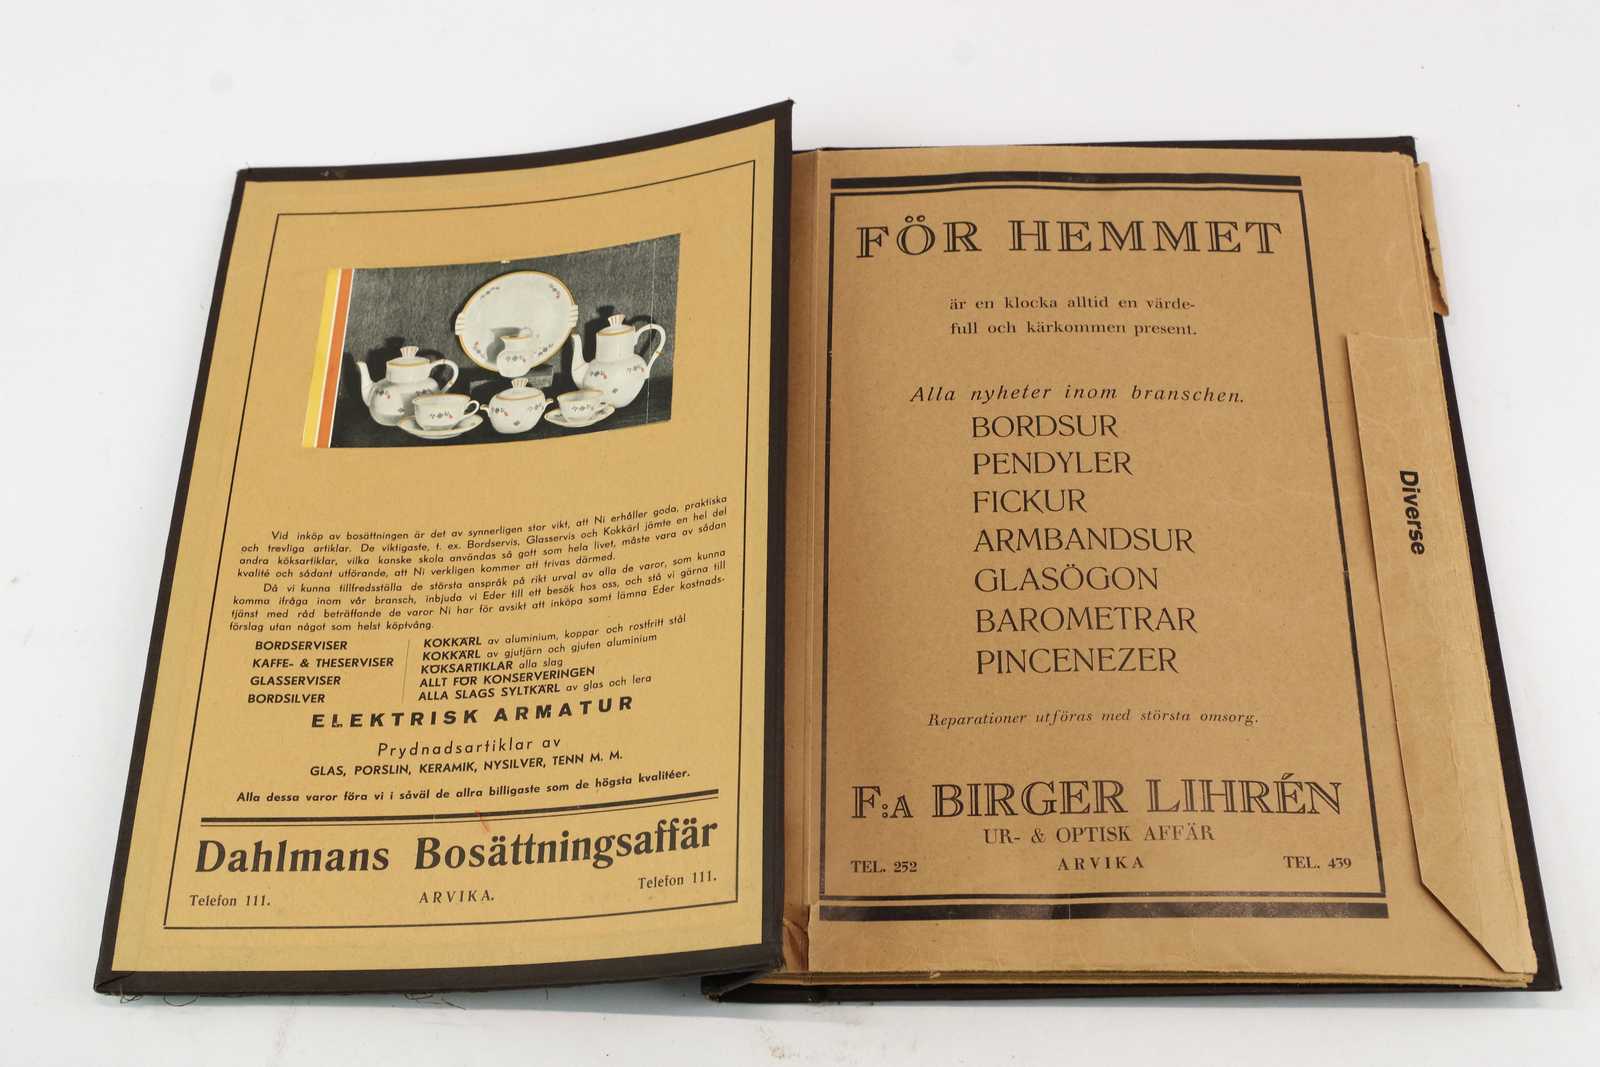 Vid inköp av bosättningen är det av synnerligen stor vikt, att Ni erhåller goda, praktiska
och trevliga artiklar. De viktigaste, t. ex. Bordservis, Glasservis och Kokkärl jämte en hel del
andra köksartiklar, vilka kanske skola användas så gott som hela livet, måste vara av sådan
kvalité och sådant utförande, att Ni verkligen kommer att trivas därmed.
Då vi kunna tillfredsställa de största anspråk på rikt urval av alla de varor, som kunna
komma ifråga inom vår bransch, inbjuda vi Eder till ett besök hos oss, och stå vi gärna till
tjänst med råd beträffande de varor Ni har för avsikt att inköpa samt lämna Eder kostnads-
förslag utan något som helst köptvång.
BORDSERVISER
KAFFE- & THESERVISER
GLASSERVISER
BORDSILVER
KOKKÄRL av aluminium, koppar och rostfritt stål
KOKKÄRL av gjutjärn och gjuten aluminium
KÖKSARTIKLAR alla slag
ALLT FÖR KONSERVERINGEN
ALLA SLAGS SYLTKÄRL av glas och lera
ELEKTRISK ARMATUR
Prydnadsartiklar av
GLAS, PORSLIN, KERAMIK, NYSILVER, TENN M. M.
Alla dessa varor föra vi i såväl de allra billigaste som de högsta kvalitéer.
Dahlmans Bosättningsaffär
Telefon 111. ARVIKA. Telefon 111.
FÖR HEMMET
är en klocka alltid en värde-
full och kärkommen present.
Alla nyheter inom branschen.
BORDSUR
PENDYLER
FICKUR
ARMBANDSUR
GLASÖGON
BAROMETRAR
PINCENEZER
Reparationer utföras med största omsorg.
F:A BIRGER LIHRÉN
UR- & OPTISK AFFÄR
TEL. 252 ARVIKA TEL. 439
Diverse